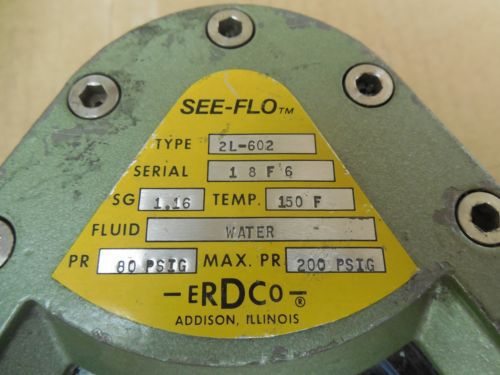 SEE-FLO™
TYPE 2L-602
SERIAL 1 8 F 6
SG 1.16 TEMP. 150 F
FLUID WATER
PR 80 PSIG MAX. PR 200 PSIG
-ERDCO-®
ADDISON, ILLINOIS